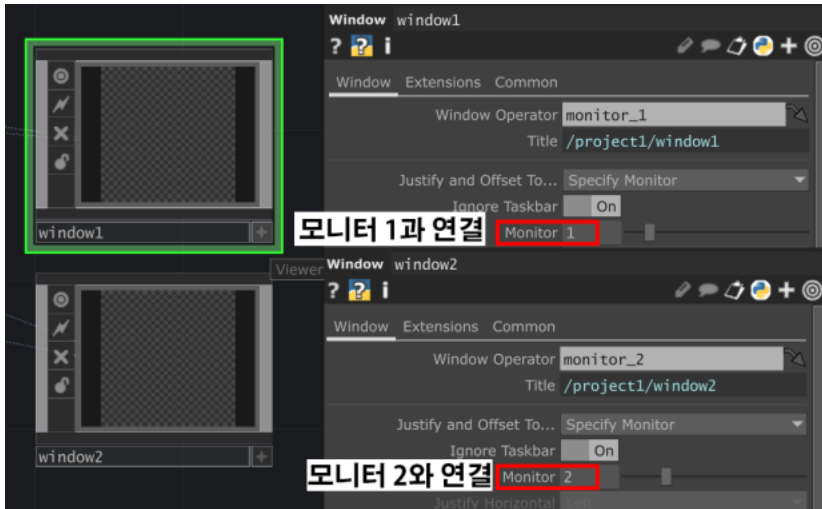 window1
Viewer
window2
Window window1
? ? i
Window Extensions Common
Window Operator monitor_1
Title /project1/window1
Justify and Offset To... Specify Monitor
Ignore Taskbar On
모니터 1과 연결 Monitor 1
Window window2
? ? i
Window Extensions Common
Window Operator monitor_2
Title /project1/window2
Justify and Offset To... Specify Monitor
Ignore Taskbar On
모니터 2와 연결 Monitor 2
Justify Horizontal Left